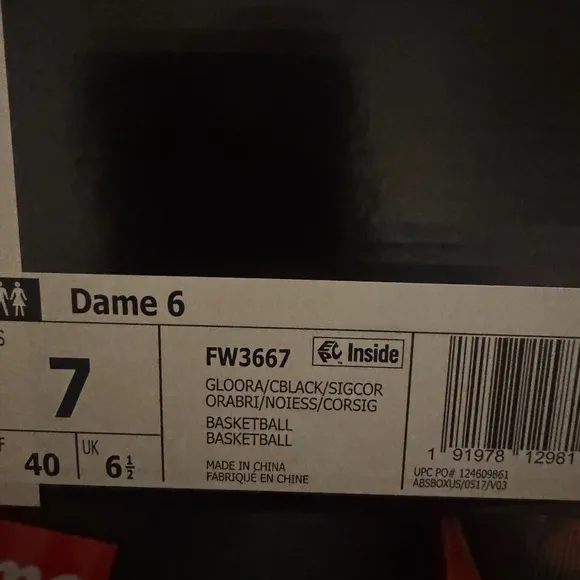 Dame 6
S
7
F
40
UK
6½
FW3667
Inside
GLOORA/CBLACK/SIGCOR
ORABRI/NOIESS/CORSIG
BASKETBALL
BASKETBALL
MADE IN CHINA
FABRIQUÉ EN CHINE
1 91978 12981
UPC PO# 124609861
ABSBOXUS/0517/V03